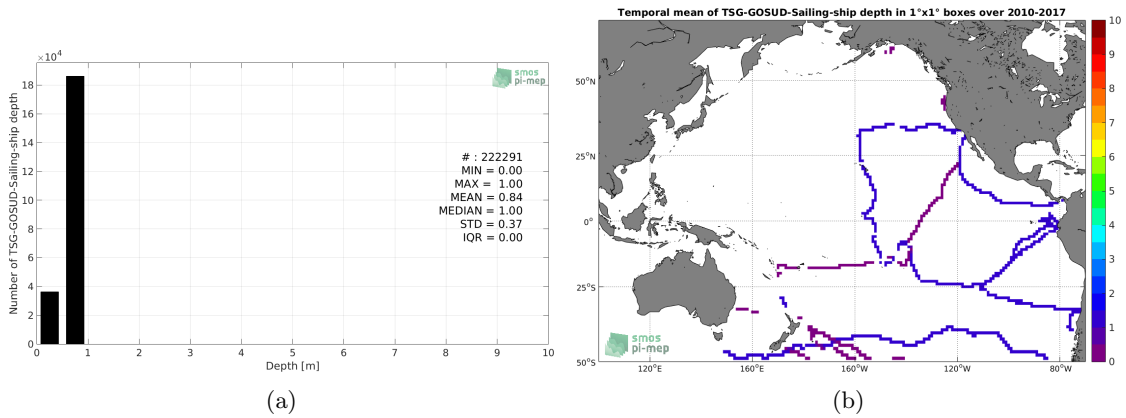 ×10⁴
18
16
14
12
10
8
6
4
2
0
Number of TSG-GOSUD-Sailing-ship depth
smos
pi-mep
# : 222291
MIN = 0.00
MAX = 1.00
MEAN = 0.84
MEDIAN = 1.00
STD = 0.37
IQR = 0.00
0 1 2 3 4 5 6 7 8 9 10
Depth [m]
(a)
Temporal mean of TSG-GOSUD-Sailing-ship depth in 1°x1° boxes over 2010-2017
50°N
25°N
0°
25°S
50°S
smos
pi-mep
120°E 160°E 160°W 120°W 80°W
10
9
8
7
6
5
4
3
2
1
0
(b)